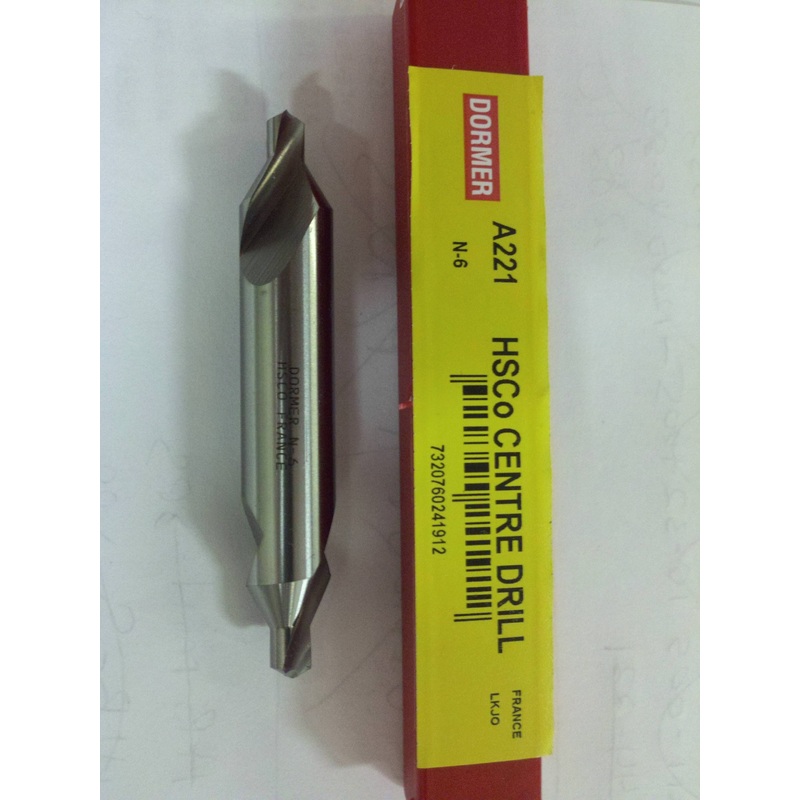 DORMER
A221 HSCo CENTRE DRILL
N-6
7320760241912
FRANCE
LKJO
DORMER N-6
HSCO FRANCE